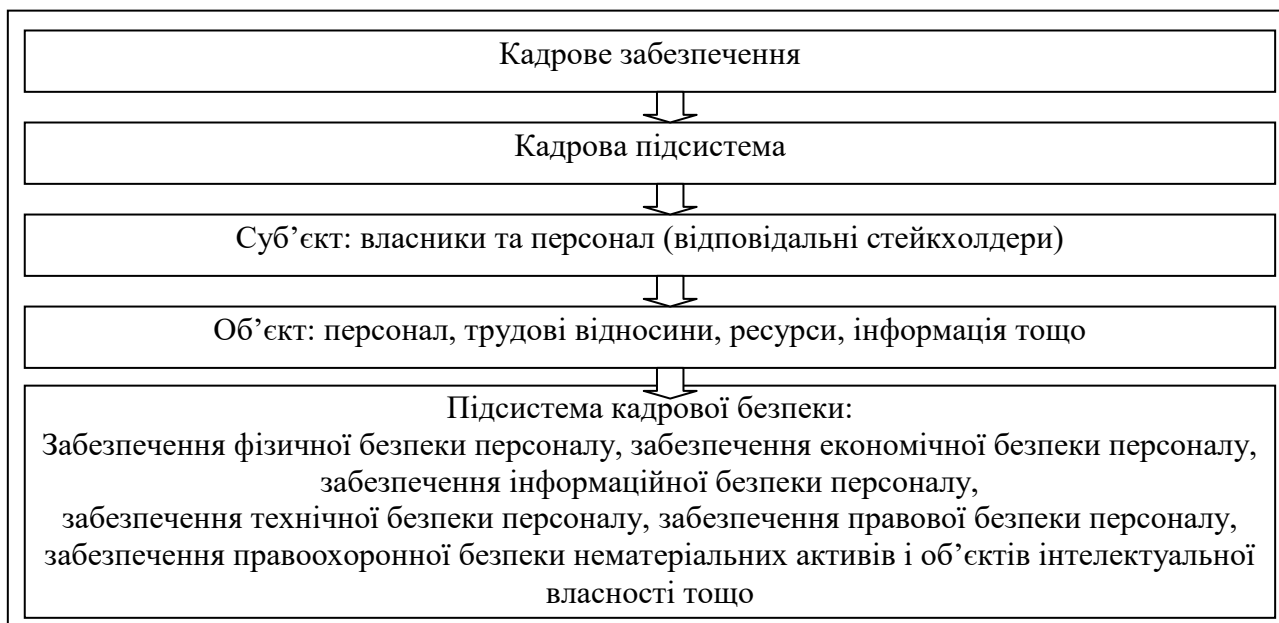 Кадрове забезпечення
Кадрова підсистема
Суб’єкт: власники та персонал (відповідальні стейкхолдери)
Об’єкт: персонал, трудові відносини, ресурси, інформація тощо
Підсистема кадрової безпеки:
Забезпечення фізичної безпеки персоналу, забезпечення економічної безпеки персоналу,
забезпечення інформаційної безпеки персоналу,
забезпечення технічної безпеки персоналу, забезпечення правової безпеки персоналу,
забезпечення правоохоронної безпеки нематеріальних активів і об’єктів інтелектуальної
власності тощо